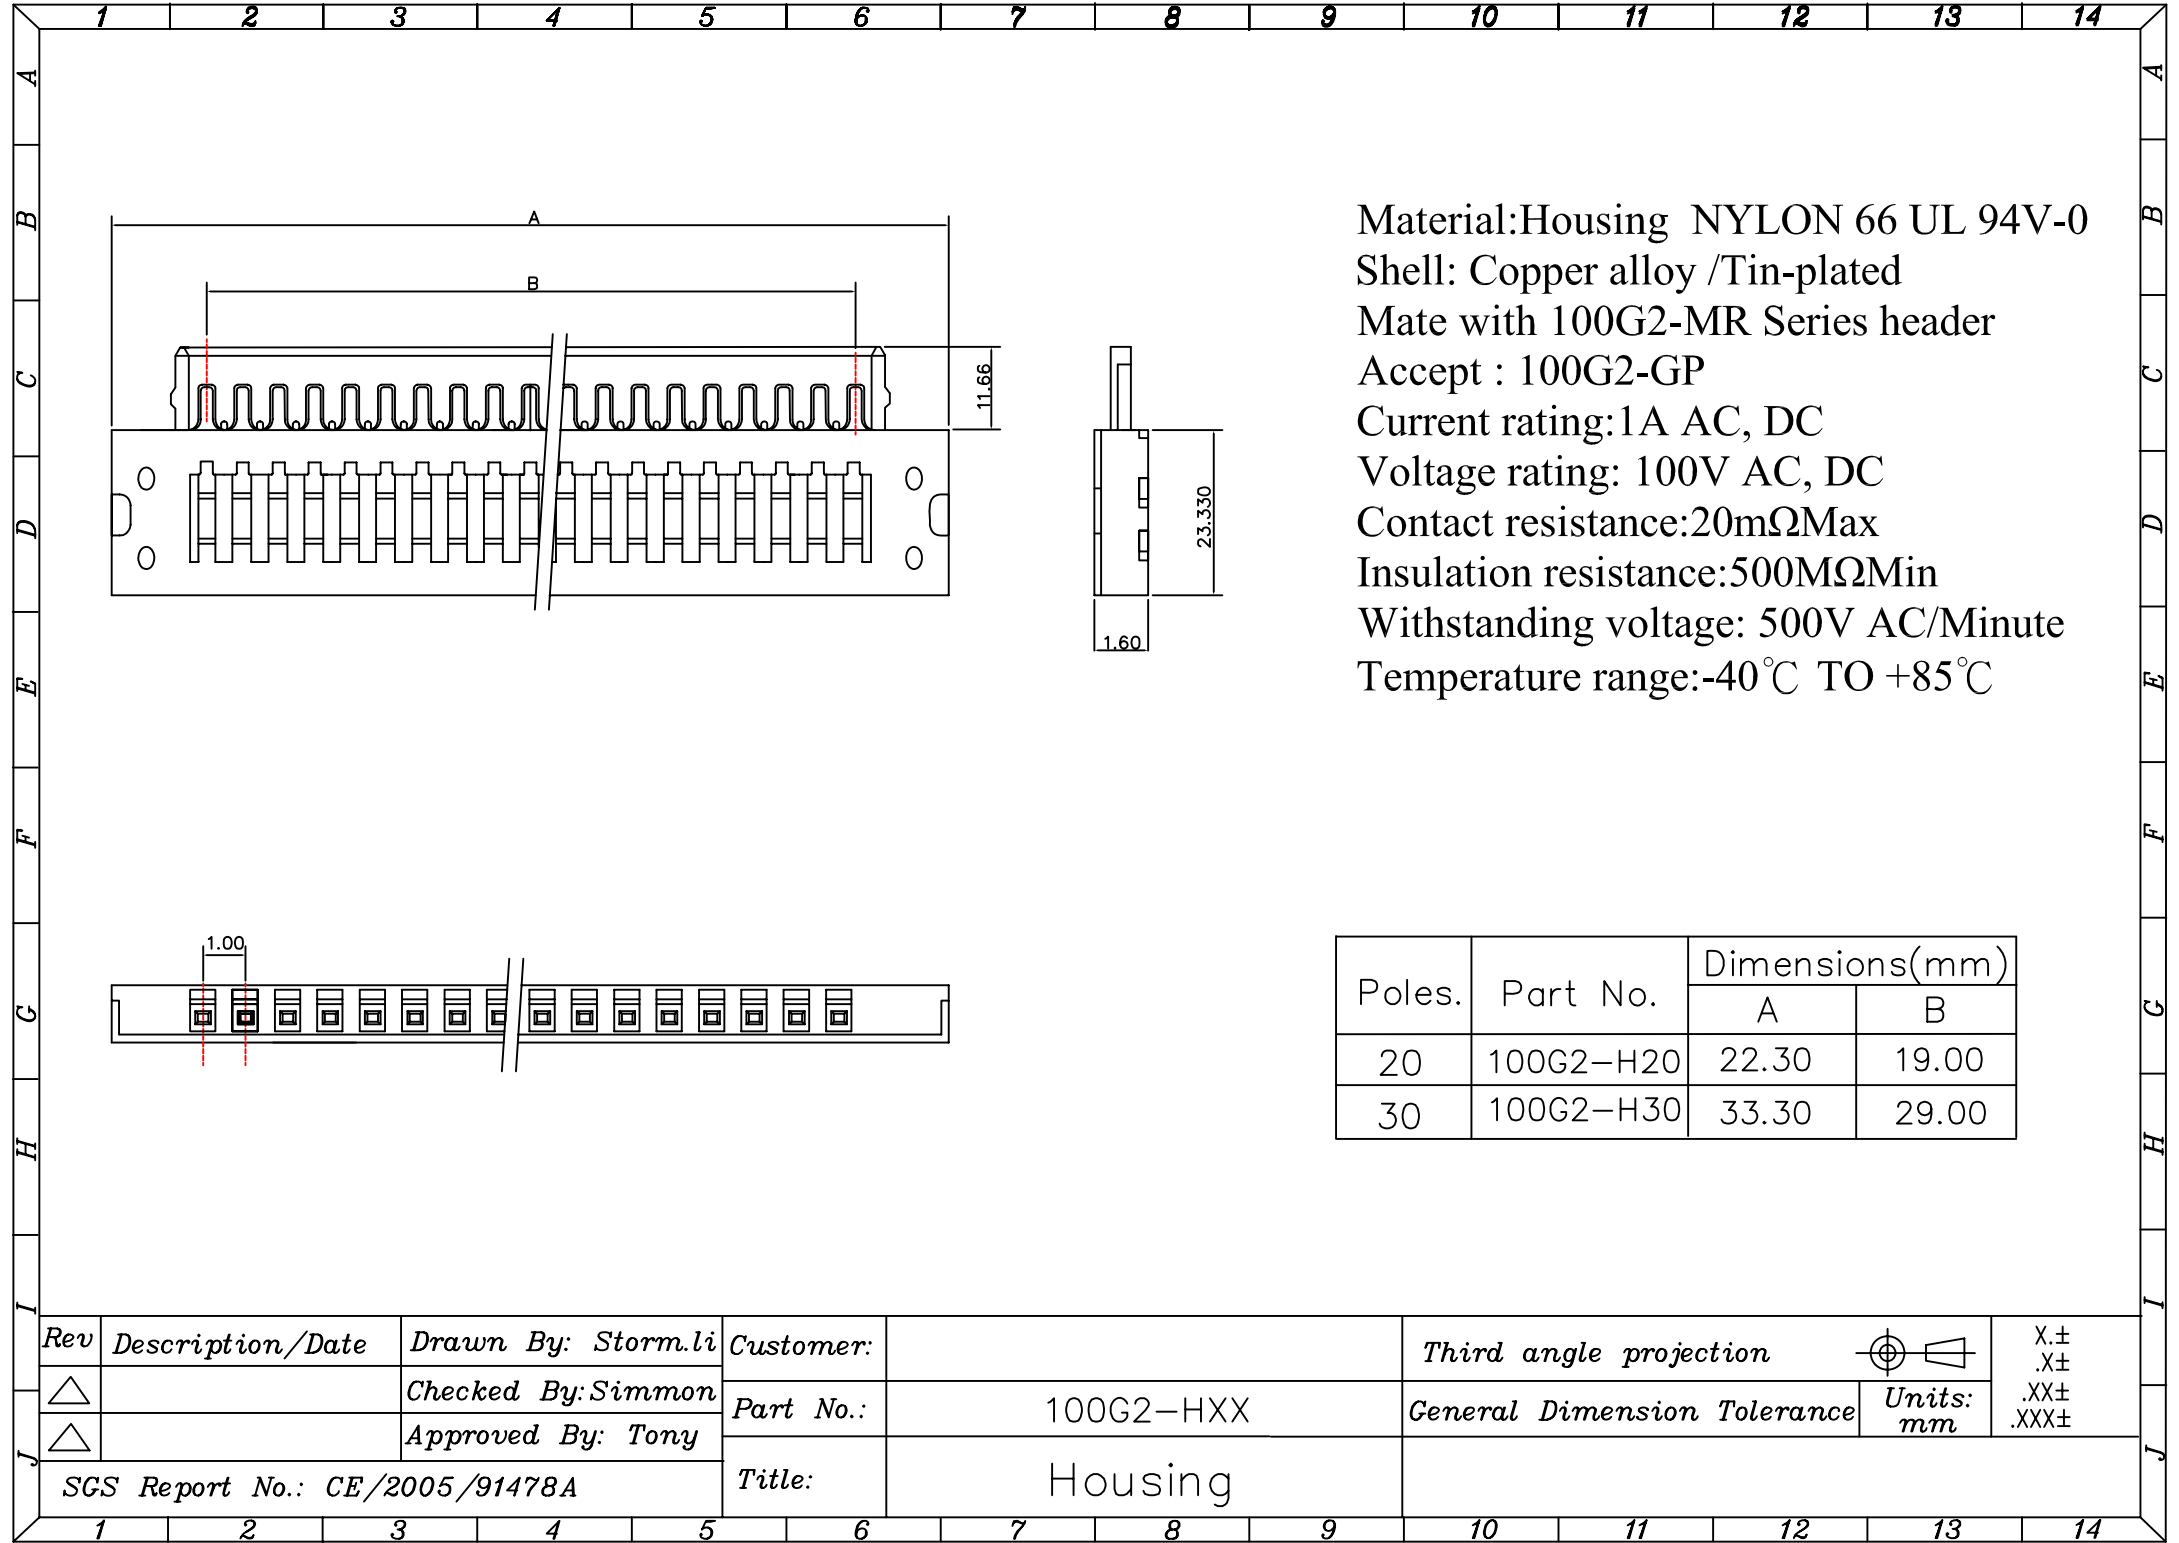 1 2 3 4 5 6 7 8 9 10 11 12 13 14
A A
B B
C C
D D
E E
F F
G G
H H
I I
J J
A
B
11.66
23.330
1.60
Material:Housing NYLON 66 UL 94V-0
Shell: Copper alloy /Tin-plated
Mate with 100G2-MR Series header
Accept : 100G2-GP
Current rating:1A AC, DC
Voltage rating: 100V AC, DC
Contact resistance:20mΩMax
Insulation resistance:500MΩMin
Withstanding voltage: 500V AC/Minute
Temperature range:-40℃ TO +85℃
1.00
Poles. Part No. Dimensions(mm)
A B
20 100G2-H20 22.30 19.00
30 100G2-H30 33.30 29.00
Rev Description/Date Drawn By: Storm.li
Checked By:Simmon
Approved By: Tony
SGS Report No.: CE/2005/91478A
Customer:
Part No.: 100G2-HXX
Title: Housing
Third angle projection
General Dimension Tolerance
Units:
mm
X.±
.X±
.XX±
.XXX±
1 2 3 4 5 6 7 8 9 10 11 12 13 14